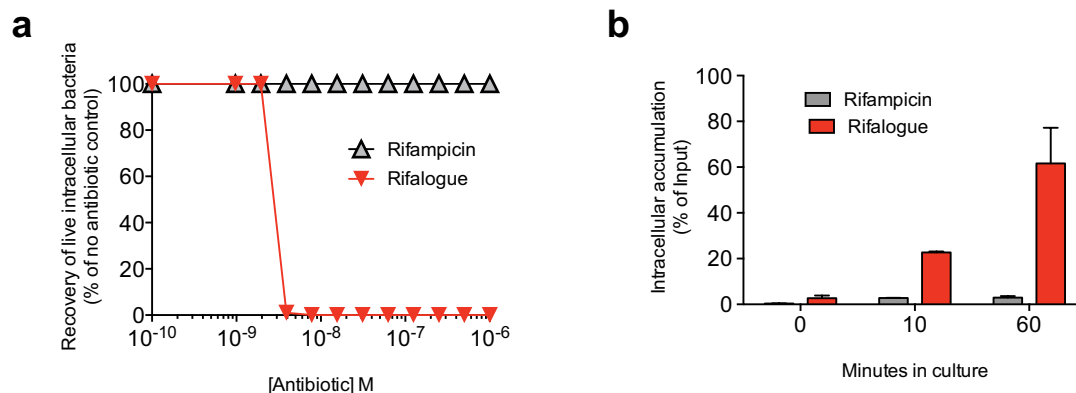 a
Recovery of live intracellular bacteria
(% of no antibiotic control)
100
80
60
40
20
0
10-10
10-9
10-8
10-7
10-6
[Antibiotic] M
Rifampicin
Rifalogue
b
Intracellular accumulation
(% of Input)
100
80
60
40
20
0
0
10
60
Minutes in culture
Rifampicin
Rifalogue